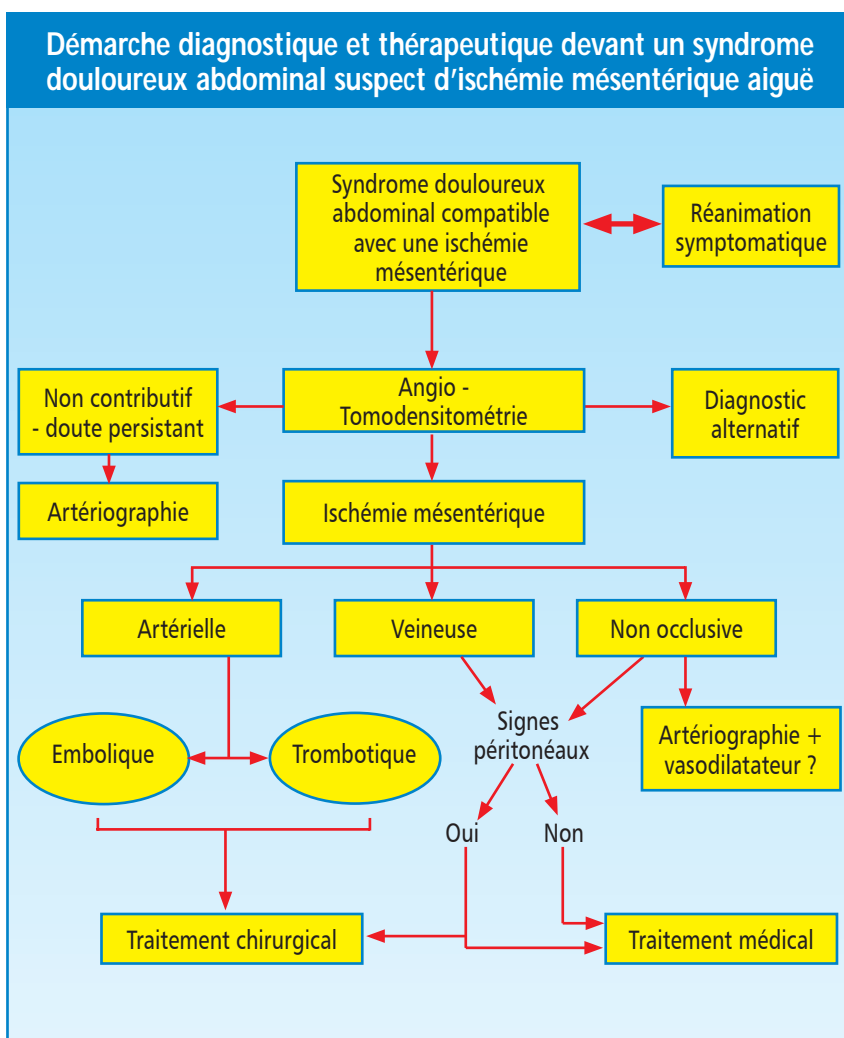 Démarche diagnostique et thérapeutique devant un syndrome
douloureux abdominal suspect d'ischémie mésentérique aiguë
Syndrome douloureux
abdominal compatible
avec une ischémie
mésentérique
Réanimation
symptomatique
Non contributif
- doute persistant
Angio -
Tomodensitométrie
Diagnostic
alternatif
Artériographie
Ischémie mésentérique
Artérielle
Veineuse
Non occlusive
Embolique
Trombotique
Signes
péritonéaux
Artériographie +
vasodilatateur ?
Oui
Non
Traitement chirurgical
Traitement médical